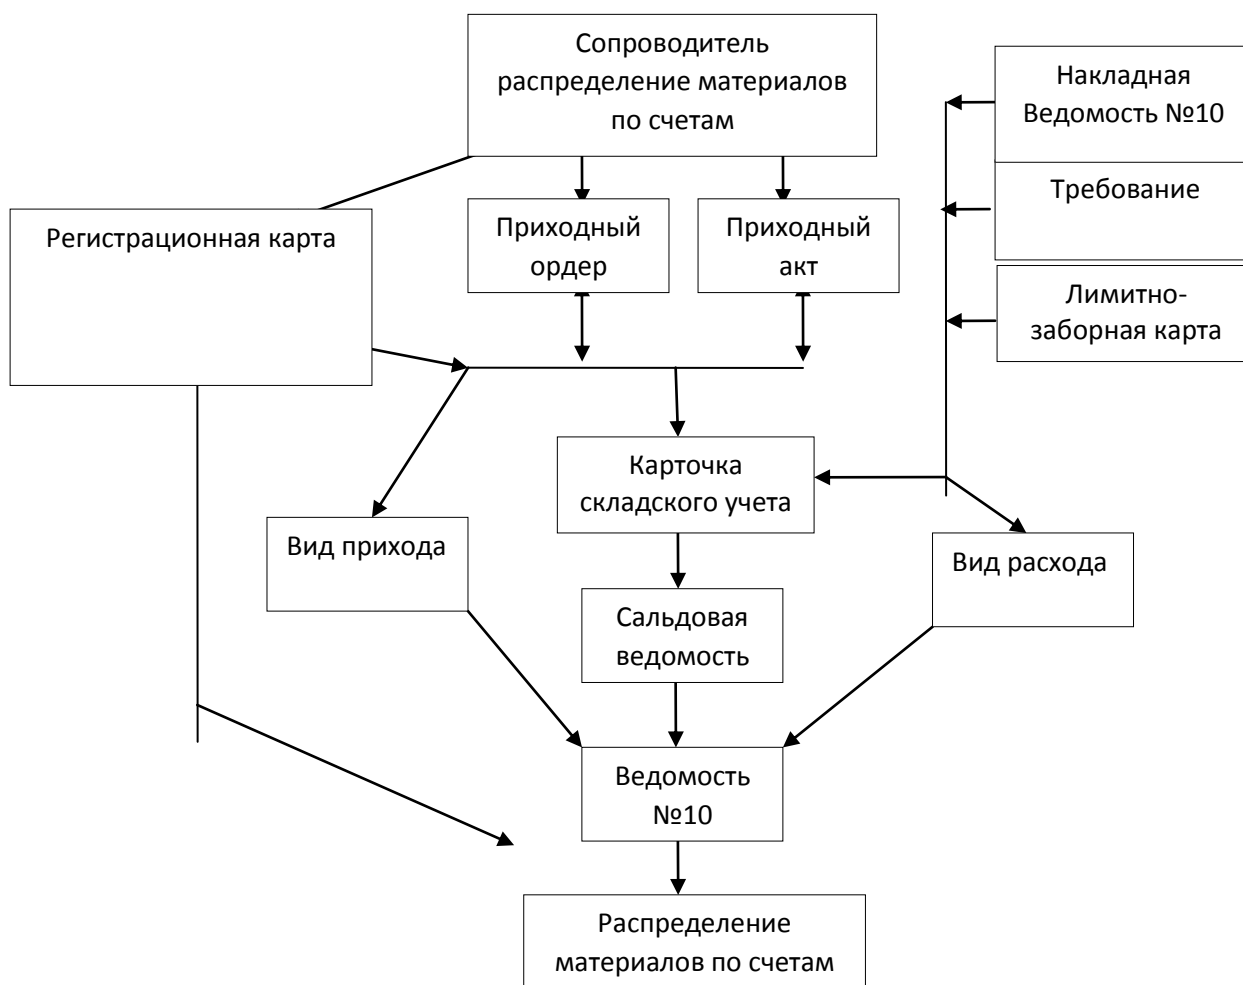 Сопроводитель
распределение материалов
по счетам
Накладная
Ведомость №10
Требование
Лимитно-
заборная карта
Регистрационная карта
Приходный
ордер
Приходный
акт
Карточка
складского учета
Вид прихода
Вид расхода
Сальдовая
ведомость
Ведомость
№10
Распределение
материалов по счетам